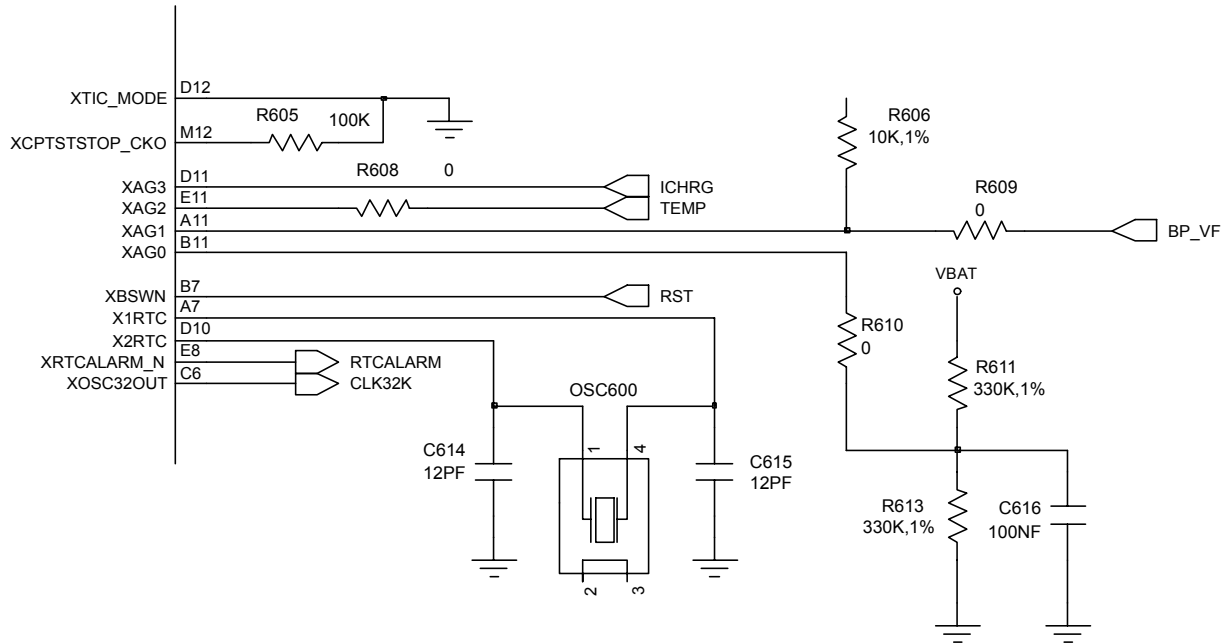 XTIC_MODE
D12
R605
100K
XCPTSTSTOP_CKO
M12
R608
0
XAG3
D11
ICHRG
XAG2
E11
TEMP
XAG1
A11
XAG0
B11
R606
10K,1%
R609
0
BP_VF
XBSWN
B7
RST
X1RTC
A7
X2RTC
D10
XRTCALARM_N
E8
RTCALARM
XOSC32OUT
C6
CLK32K
VBAT
R610
0
R611
330K,1%
OSC600
1
4
C614
12PF
C615
12PF
R613
330K,1%
C616
100NF
2
3